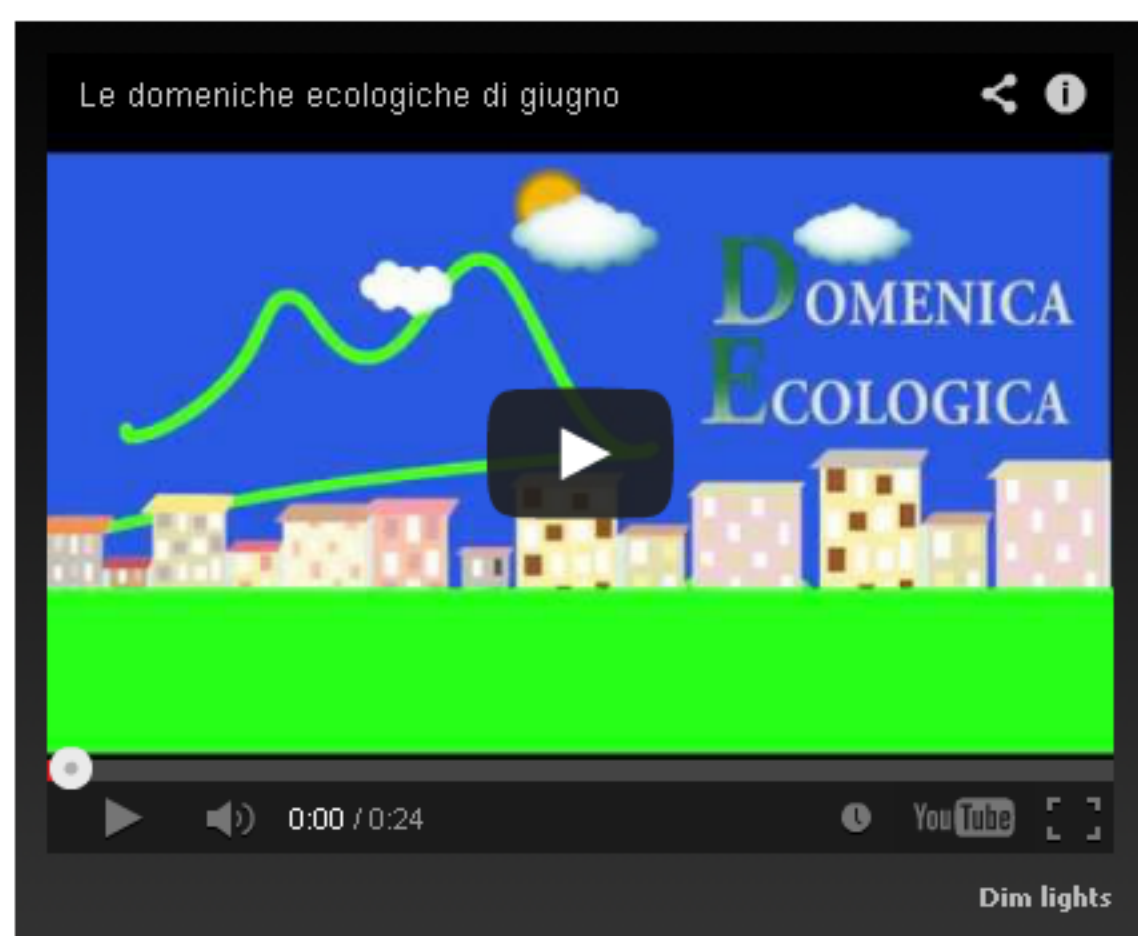 Le domeniche ecologiche di giugno
DOMENICA
ECOLOGICA
0:00 / 0:24
YouTube
Dim lights